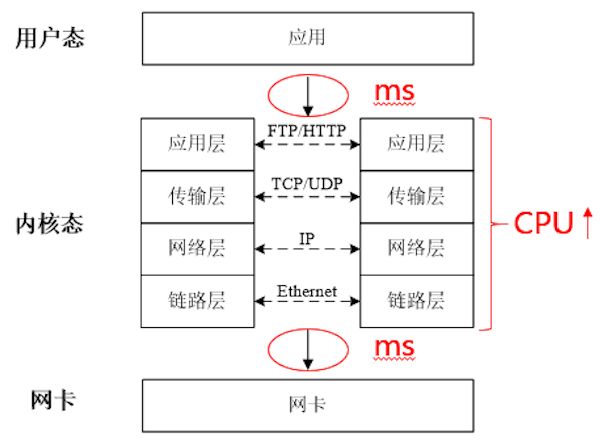 用户态
应用
ms
FTP/HTTP
应用层
应用层
TCP/UDP
传输层
传输层
内核态
CPU↑
IP
网络层
网络层
Ethernet
链路层
链路层
ms
网卡
网卡